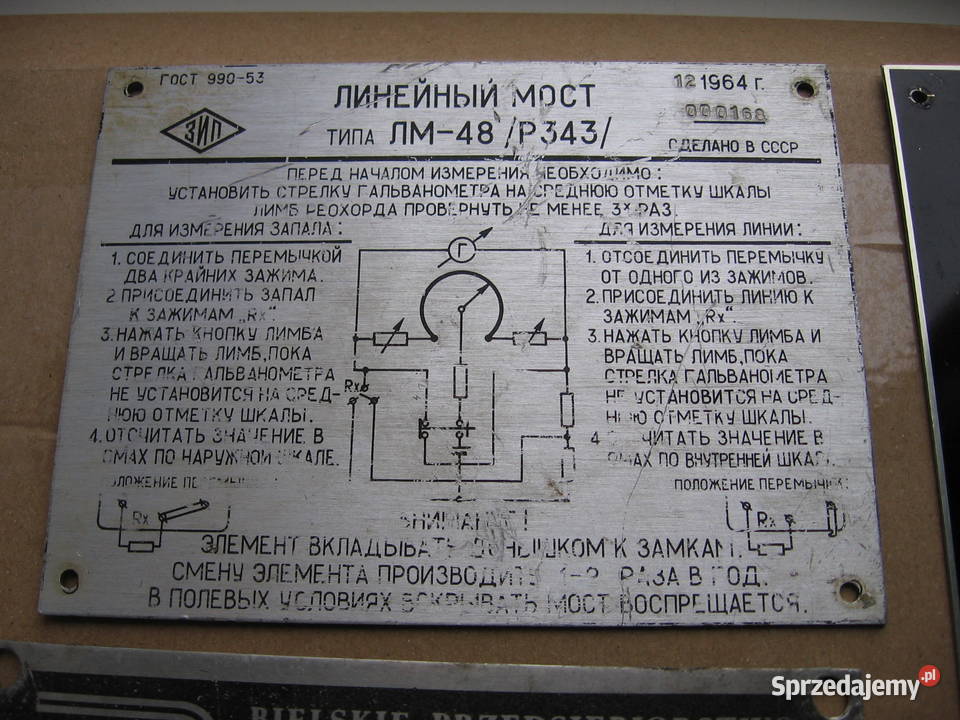 ГОСТ 990-53
ЗИП
ЛИНЕЙНЫЙ МОСТ
ТИПА ЛМ-48 /Р343/
12 1964 г.
000168
СДЕЛАНО В СССР
ПЕРЕД НАЧАЛОМ ИЗМЕРЕНИЯ НЕОБХОДИМО:
УСТАНОВИТЬ СТРЕЛКУ ГАЛЬВАНОМЕТРА НА СРЕДНЮЮ ОТМЕТКУ ШКАЛЫ
ЛИМБ РЕОХОРДА ПРОВЕРНУТЬ НЕ МЕНЕЕ 3х РАЗ
ДЛЯ ИЗМЕРЕНИЯ ЗАПАЛА:
1. СОЕДИНИТЬ ПЕРЕМЫЧКОЙ
ДВА КРАЙНИХ ЗАЖИМА.
2 ПРИСОЕДИНИТЬ ЗАПАЛ
К ЗАЖИМАМ „Rx“.
3. НАЖАТЬ КНОПКУ ЛИМБА
И ВРАЩАТЬ ЛИМБ, ПОКА
СТРЕЛКА ГАЛЬВАНОМЕТРА
НЕ УСТАНОВИТСЯ НА СРЕД-
НЮЮ ОТМЕТКУ ШКАЛЫ.
4. ОТСЧИТАТЬ ЗНАЧЕНИЕ В
ОМАХ ПО НАРУЖНОЙ ШКАЛЕ.
ПОЛОЖЕНИЕ
Rx
Г
Rx
+
ДЛЯ ИЗМЕРЕНИЯ ЛИНИИ:
1. ОТСОЕДИНИТЬ ПЕРЕМЫЧКУ
ОТ ОДНОГО ИЗ ЗАЖИМОВ.
2. ПРИСОЕДИНИТЬ ЛИНИЮ К
ЗАЖИМАМ „Rx“.
3. НАЖАТЬ КНОПКУ ЛИМБА И
ВРАЩАТЬ ЛИМБ, ПОКА
СТРЕЛКА ГАЛЬВАНОМЕТРА
НЕ УСТАНОВИТСЯ НА СРЕД-
НЮЮ ОТМЕТКУ ШКАЛЫ.
4 ОТСЧИТАТЬ ЗНАЧЕНИЕ В
ОМАХ ПО ВНУТРЕННЕЙ ШКАЛ.
ПОЛОЖЕНИЕ ПЕРЕМЫЧКИ:
Rx
ВНИМАНИЕ!
ЭЛЕМЕНТ ВКЛАДЫВАТЬ ДОНЫШКОМ К ЗАМКАМ.
СМЕНУ ЭЛЕМЕНТА ПРОИЗВОДИТЬ 1-2 РАЗА В ГОД.
В ПОЛЕВЫХ УСЛОВИЯХ ВСКРЫВАТЬ МОСТ ВОСПРЕЩАЕТСЯ.
BIELSKIE PRZEDSIĘBIORSTWO
Sprzedajemy.pl